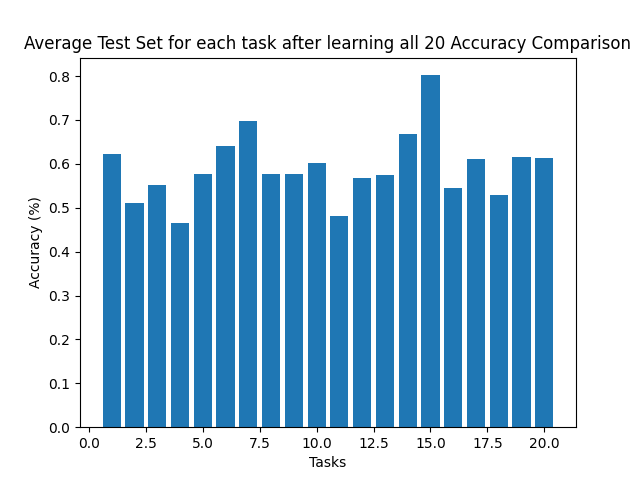 Average Test Set for each task after learning all 20 Accuracy Comparison
0.8
0.7
0.6
0.5
0.4
0.3
0.2
0.1
0.0
Accuracy (%)
0.0 2.5 5.0 7.5 10.0 12.5 15.0 17.5 20.0
Tasks